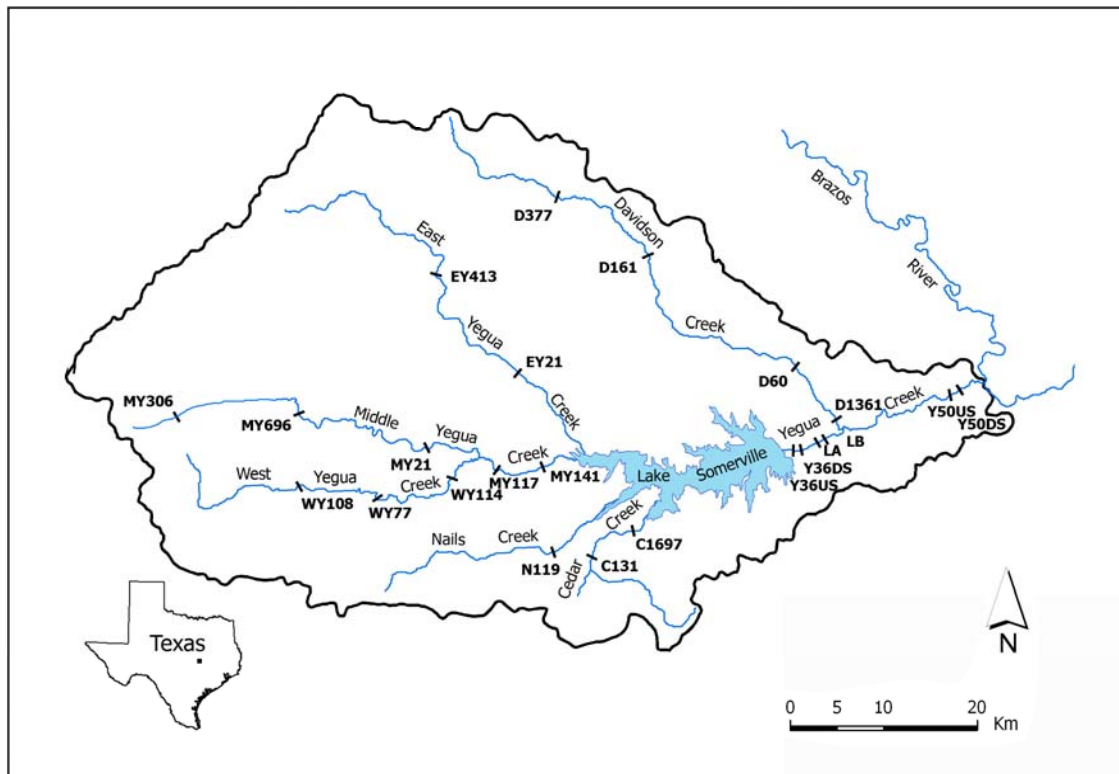 Brazos
River
D377
Davidson
D161
Creek
D60
D1361
East
EY413
Yegua
EY21
Creek
MY306
MY696
Middle
Yegua
MY21
Creek
MY117
MY141
West
Yegua
Creek
WY108
WY77
WY114
Lake
Somerville
Yegua
Creek
Y50US
Y50DS
LB
LA
Y36DS
Y36US
Nails
Creek
N119
Cedar
Creek
C1697
C131
Texas
N
0 5 10 20
Km